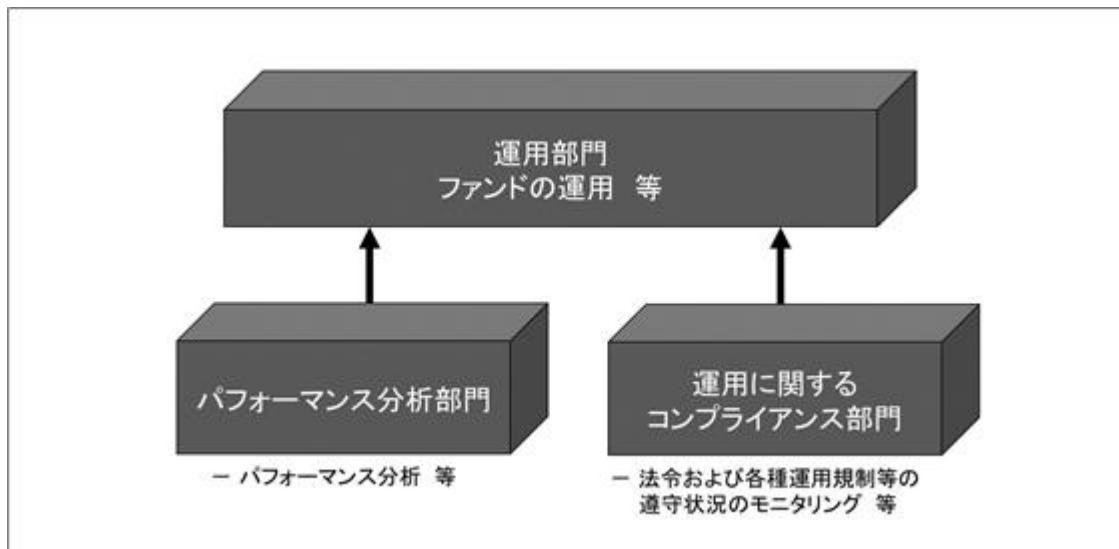 運用部門
ファンドの運用 等
パフォーマンス分析部門
－ パフォーマンス分析 等
運用に関する
コンプライアンス部門
－ 法令および各種運用規制等の
遵守状況のモニタリング 等